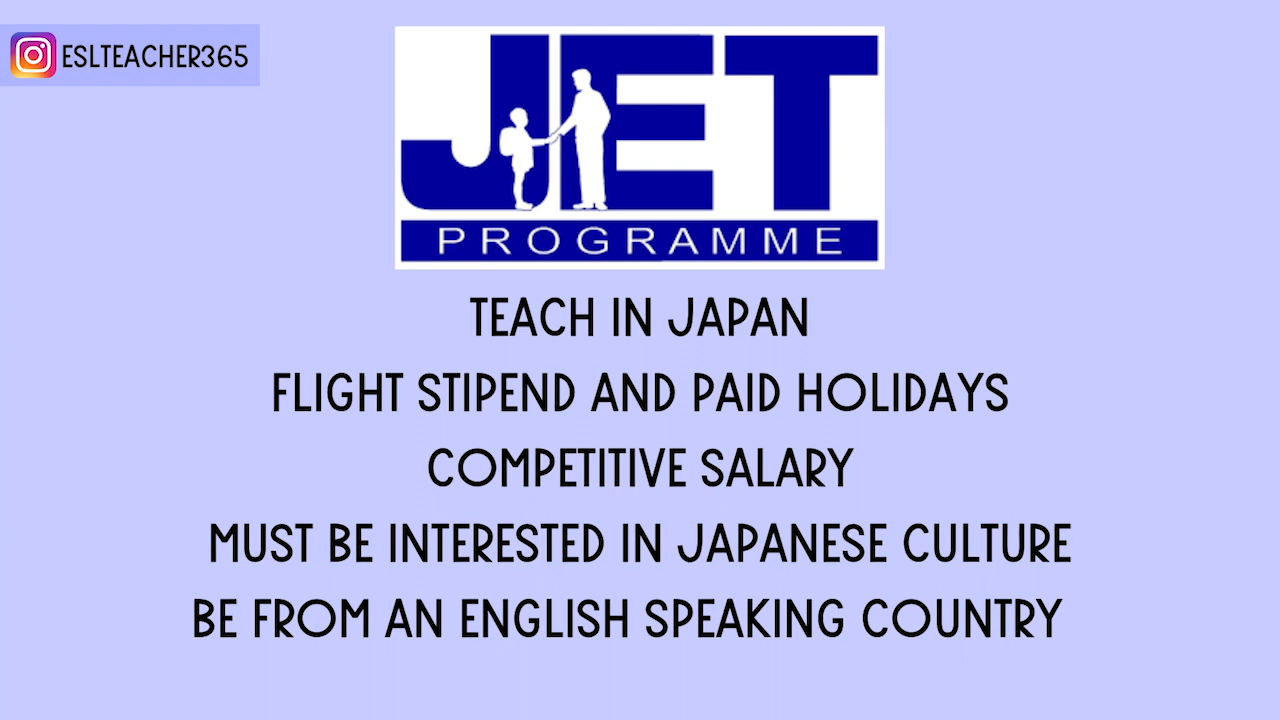 ESLTEACHER365
JET
PROGRAMME
TEACH IN JAPAN
FLIGHT STIPEND AND PAID HOLIDAYS
COMPETITIVE SALARY
MUST BE INTERESTED IN JAPANESE CULTURE
BE FROM AN ENGLISH SPEAKING COUNTRY